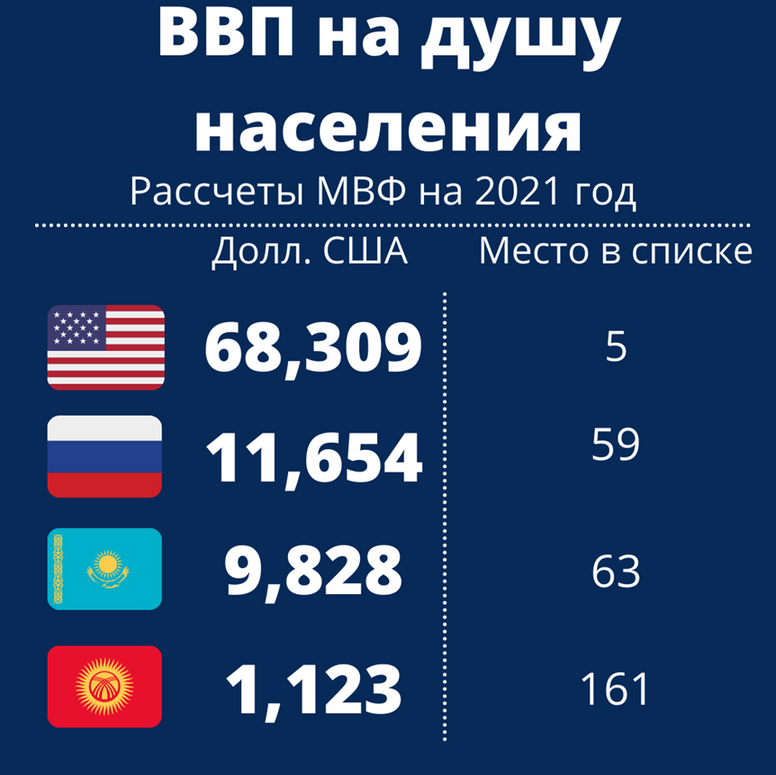 ВВП на душу
населения
Рассчеты МВФ на 2021 год
Долл. США Место в списке
68,309 5
11,654 59
9,828 63
1,123 161